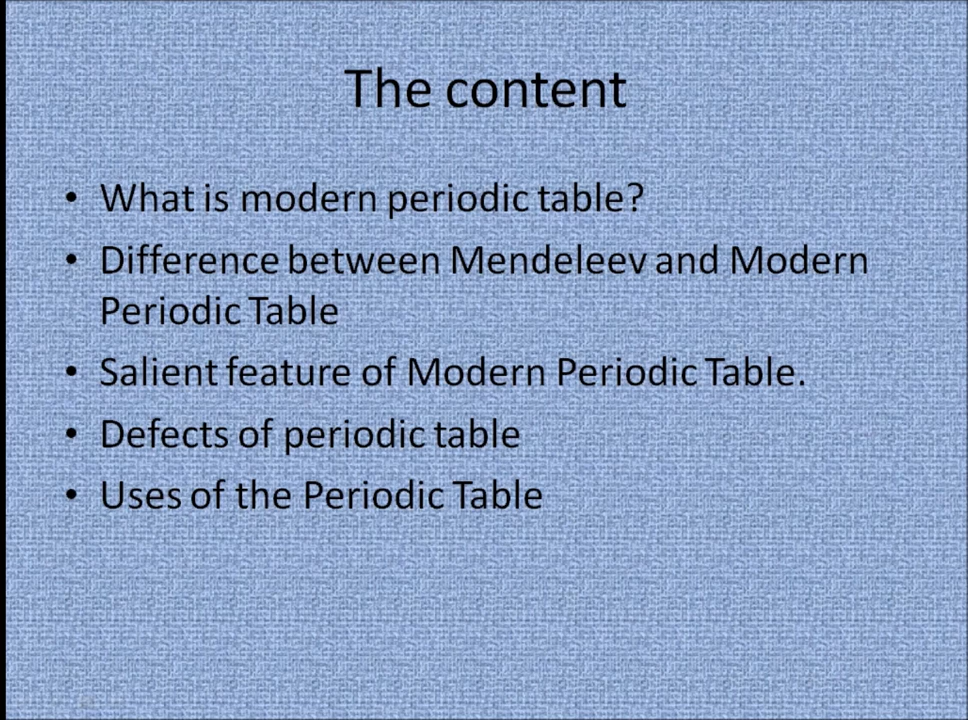 The content
• What is modern periodic table?
• Difference between Mendeleev and Modern
Periodic Table
• Salient feature of Modern Periodic Table.
• Defects of periodic table
• Uses of the Periodic Table